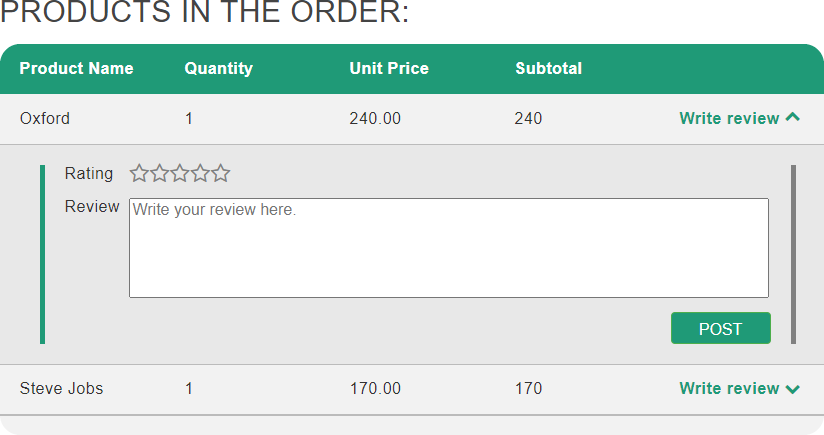 PRODUCTS IN THE ORDER:
Product Name Quantity Unit Price Subtotal
Oxford 1 240.00 240 Write review
Rating
Review Write your review here.
POST
Steve Jobs 1 170.00 170 Write review